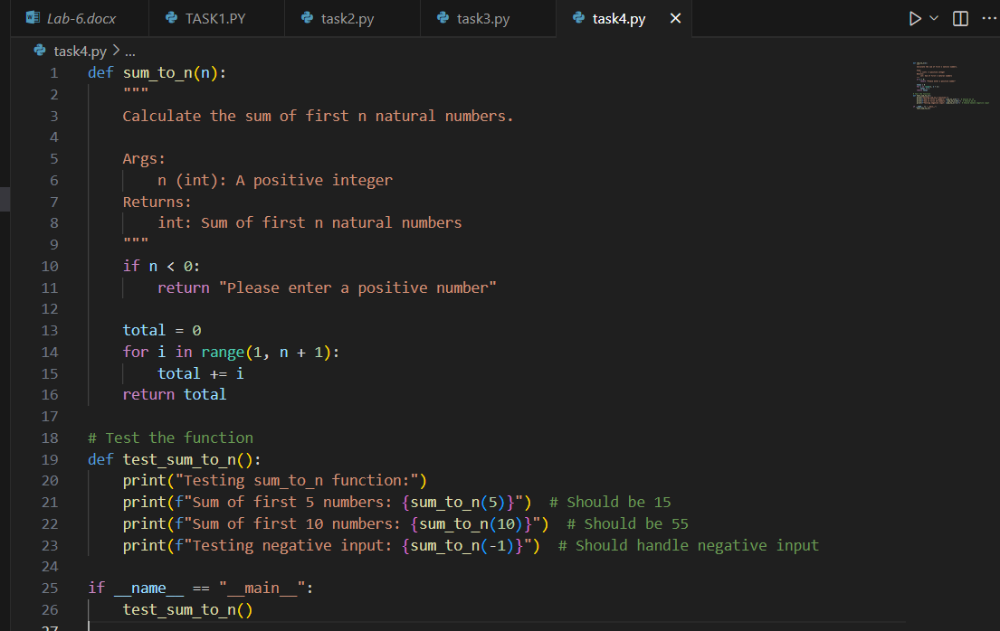 Lab-6.docx TASK1.PY task2.py task3.py task4.py
task4.py > ...
1 def sum_to_n(n):
2     """
3     Calculate the sum of first n natural numbers.
4
5     Args:
6         n (int): A positive integer
7     Returns:
8         int: Sum of first n natural numbers
9     """
10     if n < 0:
11         return "Please enter a positive number"
12
13     total = 0
14     for i in range(1, n + 1):
15         total += i
16     return total
17
18 # Test the function
19 def test_sum_to_n():
20     print("Testing sum_to_n function:")
21     print(f"Sum of first 5 numbers: {sum_to_n(5)}")  # Should be 15
22     print(f"Sum of first 10 numbers: {sum_to_n(10)}")  # Should be 55
23     print(f"Testing negative input: {sum_to_n(-1)}")  # Should handle negative input
24
25 if __name__ == "__main__":
26     test_sum_to_n()
27